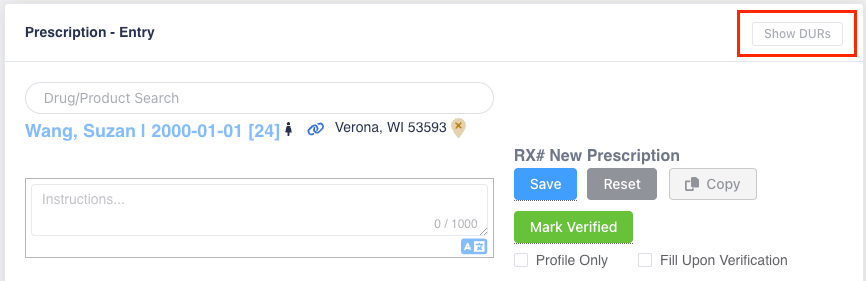 Prescription - Entry
Show DURs
Drug/Product Search
Wang, Suzan | 2000-01-01 [24]
Verona, WI 53593
RX# New Prescription
Save
Reset
Copy
Instructions...
0 / 1000
A
Mark Verified
Profile Only
Fill Upon Verification